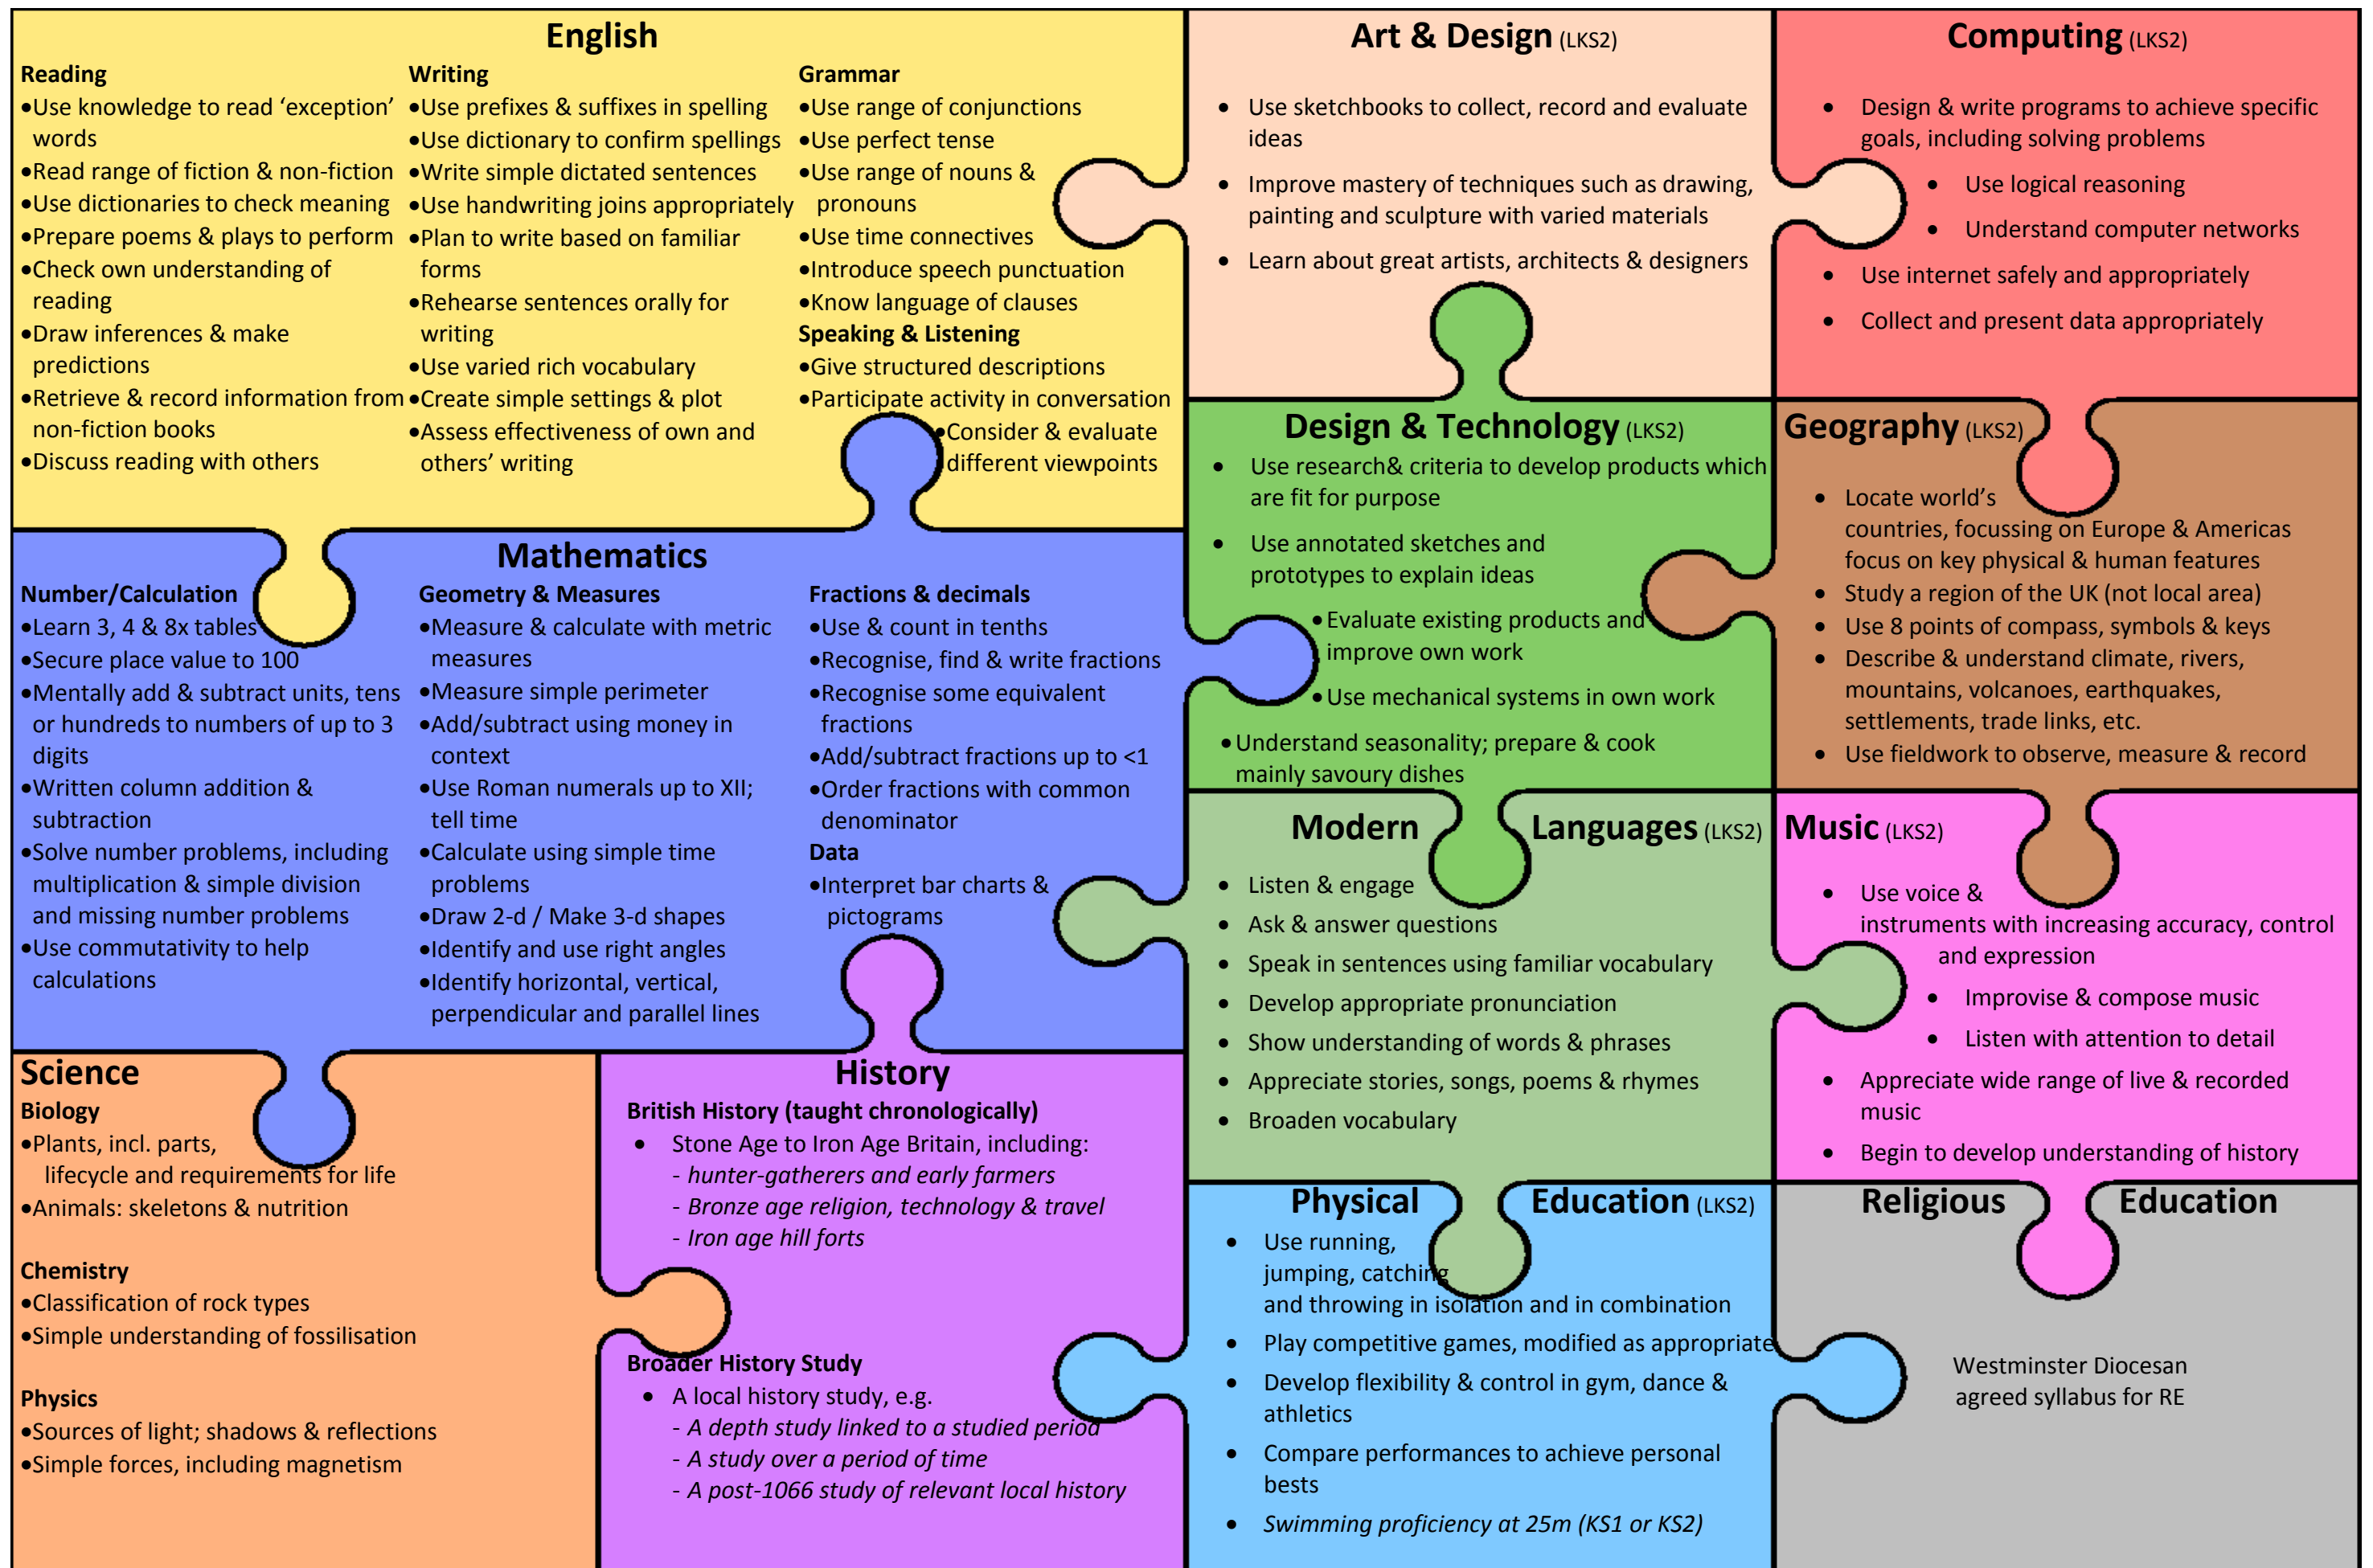 English
Reading
•Use knowledge to read ‘exception’
words
•Read range of fiction & non-fiction
•Use dictionaries to check meaning
•Prepare poems & plays to perform
•Check own understanding of
reading
•Draw inferences & make
predictions
•Retrieve & record information from
non-fiction books
•Discuss reading with others
Writing
•Use prefixes & suffixes in spelling
•Use dictionary to confirm spellings
•Write simple dictated sentences
•Use handwriting joins appropriately
•Plan to write based on familiar
forms
•Rehearse sentences orally for
writing
•Use varied rich vocabulary
•Create simple settings & plot
•Assess effectiveness of own and
others’ writing
Grammar
•Use range of conjunctions
•Use perfect tense
•Use range of nouns &
pronouns
•Use time connectives
•Introduce speech punctuation
•Know language of clauses
Speaking & Listening
•Give structured descriptions
•Participate activity in conversation
•Consider & evaluate
different viewpoints
Art & Design (LKS2)
• Use sketchbooks to collect, record and evaluate
ideas
• Improve mastery of techniques such as drawing,
painting and sculpture with varied materials
• Learn about great artists, architects & designers
Computing (LKS2)
• Design & write programs to achieve specific
goals, including solving problems
• Use logical reasoning
• Understand computer networks
• Use internet safely and appropriately
• Collect and present data appropriately
Mathematics
Number/Calculation
•Learn 3, 4 & 8x tables
•Secure place value to 100
•Mentally add & subtract units, tens
or hundreds to numbers of up to 3
digits
•Written column addition &
subtraction
•Solve number problems, including
multiplication & simple division
and missing number problems
•Use commutativity to help
calculations
Geometry & Measures
•Measure & calculate with metric
measures
•Measure simple perimeter
•Add/subtract using money in
context
•Use Roman numerals up to XII;
tell time
•Calculate using simple time
problems
•Draw 2-d / Make 3-d shapes
•Identify and use right angles
•Identify horizontal, vertical,
perpendicular and parallel lines
Fractions & decimals
•Use & count in tenths
•Recognise, find & write fractions
•Recognise some equivalent
fractions
•Add/subtract fractions up to <1
•Order fractions with common
denominator
Data
•Interpret bar charts &
pictograms
Design & Technology (LKS2)
• Use research& criteria to develop products which
are fit for purpose
• Use annotated sketches and
prototypes to explain ideas
•Evaluate existing products and
improve own work
•Use mechanical systems in own work
•Understand seasonality; prepare & cook
mainly savoury dishes
Geography (LKS2)
• Locate world’s
countries, focussing on Europe & Americas
focus on key physical & human features
• Study a region of the UK (not local area)
• Use 8 points of compass, symbols & keys
• Describe & understand climate, rivers,
mountains, volcanoes, earthquakes,
settlements, trade links, etc.
• Use fieldwork to observe, measure & record
Modern Languages (LKS2)
• Listen & engage
• Ask & answer questions
• Speak in sentences using familiar vocabulary
• Develop appropriate pronunciation
• Show understanding of words & phrases
• Appreciate stories, songs, poems & rhymes
• Broaden vocabulary
Music (LKS2)
• Use voice &
instruments with increasing accuracy, control
and expression
• Improvise & compose music
• Listen with attention to detail
• Appreciate wide range of live & recorded
music
• Begin to develop understanding of history
Science
Biology
•Plants, incl. parts,
lifecycle and requirements for life
•Animals: skeletons & nutrition
Chemistry
•Classification of rock types
•Simple understanding of fossilisation
Physics
•Sources of light; shadows & reflections
•Simple forces, including magnetism
History
British History (taught chronologically)
• Stone Age to Iron Age Britain, including:
- hunter-gatherers and early farmers
- Bronze age religion, technology & travel
- Iron age hill forts
Broader History Study
• A local history study, e.g.
- A depth study linked to a studied period
- A study over a period of time
- A post-1066 study of relevant local history
Physical Education (LKS2)
• Use running,
jumping, catching
and throwing in isolation and in combination
• Play competitive games, modified as appropriate
• Develop flexibility & control in gym, dance &
athletics
• Compare performances to achieve personal
bests
• Swimming proficiency at 25m (KS1 or KS2)
Religious Education
Westminster Diocesan
agreed syllabus for RE